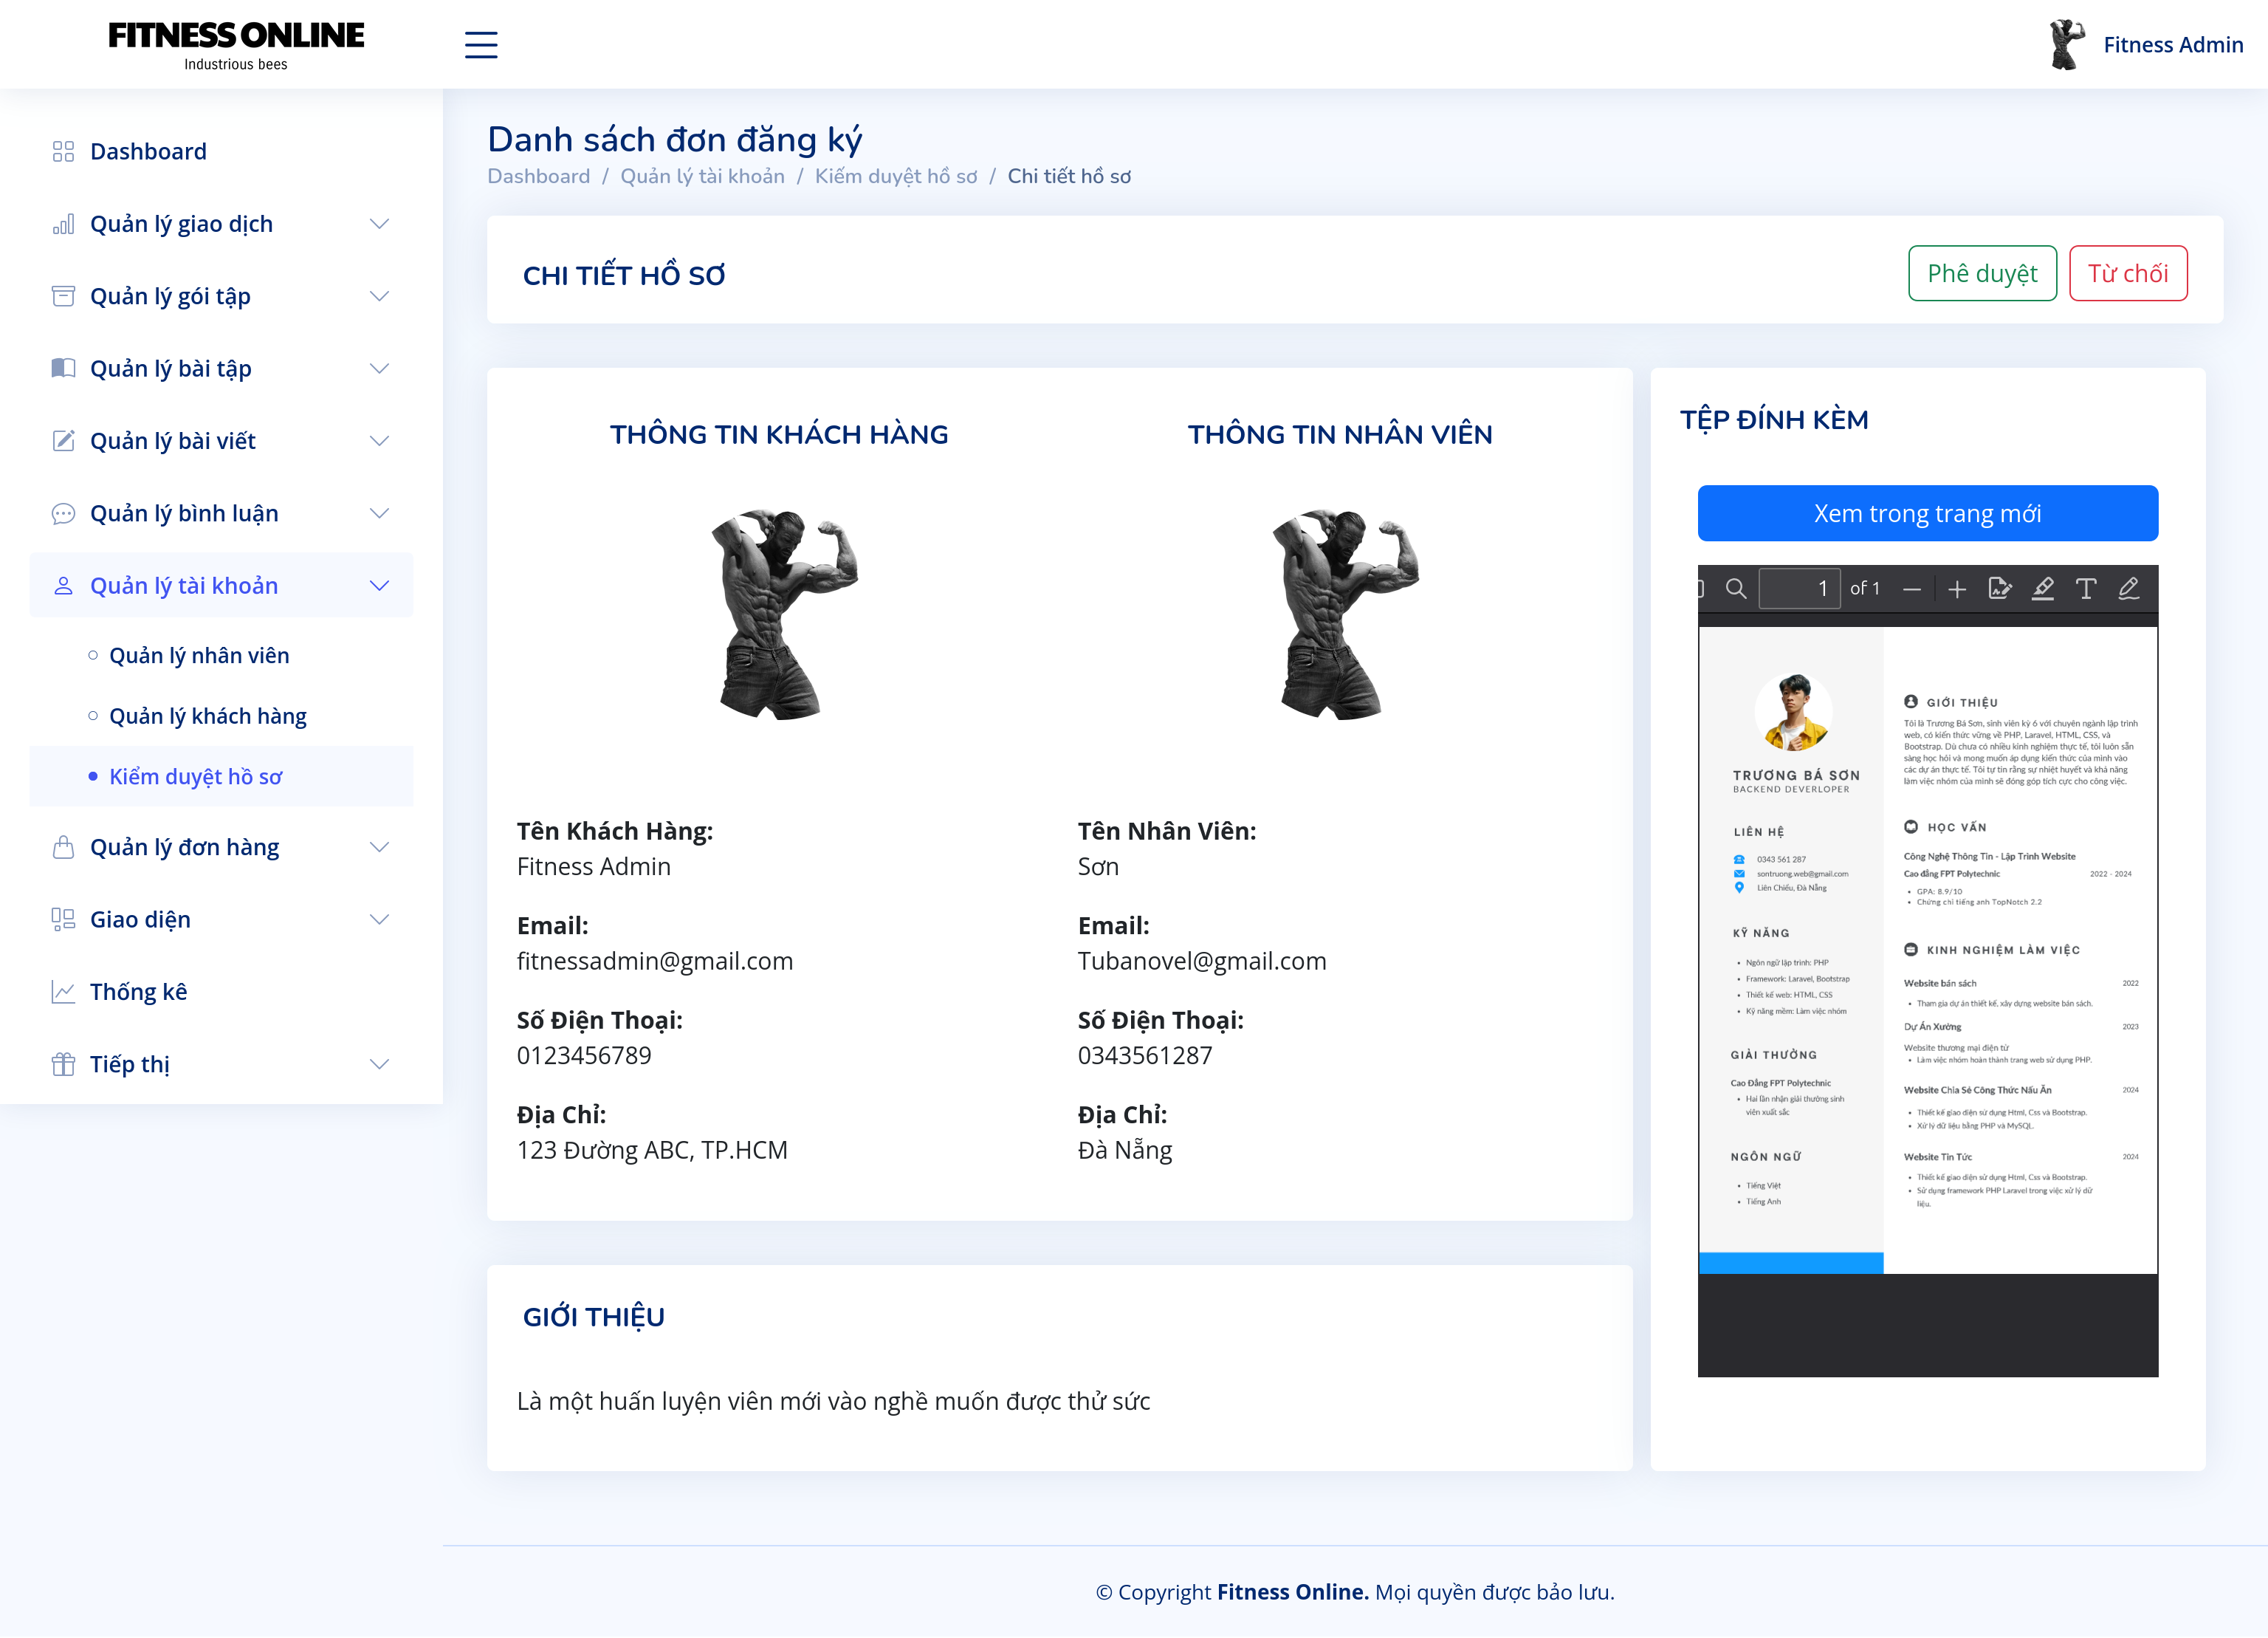 FITNESS ONLINE
Industrious bees
Fitness Admin
Dashboard
Quản lý giao dịch
Quản lý gói tập
Quản lý bài tập
Quản lý bài viết
Quản lý bình luận
Quản lý tài khoản
Quản lý nhân viên
Quản lý khách hàng
Kiểm duyệt hồ sơ
Quản lý đơn hàng
Giao diện
Thống kê
Tiếp thị
Danh sách đơn đăng ký
Dashboard / Quản lý tài khoản / Kiểm duyệt hồ sơ / Chi tiết hồ sơ
CHI TIẾT HỒ SƠ
Phê duyệt
Từ chối
THÔNG TIN KHÁCH HÀNG
Tên Khách Hàng:
Fitness Admin
Email:
fitnessadmin@gmail.com
Số Điện Thoại:
0123456789
Địa Chỉ:
123 Đường ABC, TP.HCM
THÔNG TIN NHÂN VIÊN
Tên Nhân Viên:
Sơn
Email:
Tubanovel@gmail.com
Số Điện Thoại:
0343561287
Địa Chỉ:
Đà Nẵng
GIỚI THIỆU
Là một huấn luyện viên mới vào nghề muốn được thử sức
TỆP ĐÍNH KÈM
Xem trong trang mới
1 of 1
TRƯƠNG BÁ SƠN
BACKEND DEVERLOPER
LIÊN HỆ
0343 561 287
sontruong.web@gmail.com
Liên Chiểu, Đà Nẵng
KỸ NĂNG
• Ngôn ngữ lập trình: PHP
• Framework: Laravel, Bootstrap
• Thiết kế web: HTML, CSS
• Kỹ năng mềm: Làm việc nhóm
GIẢI THƯỞNG
Cao Đẳng FPT Polytechnic
• Hai lần nhận giải thưởng sinh
viên xuất sắc
NGÔN NGỮ
• Tiếng Việt
• Tiếng Anh
GIỚI THIỆU
Tôi là Trương Bá Sơn, sinh viên kỳ 6 với chuyên ngành lập trình
web, có kiến thức vững về PHP, Laravel, HTML, CSS, và
Bootstrap. Dù chưa có nhiều kinh nghiệm thực tế, tôi luôn sẵn
sàng học hỏi và mong muốn áp dụng kiến thức của mình vào
các dự án thực tế. Tôi tự tin rằng sự nhiệt huyết và khả năng
làm việc nhóm của mình sẽ đóng góp tích cực cho công việc.
HỌC VẤN
Công Nghệ Thông Tin - Lập Trình Website
Cao đẳng FPT Polytechnic 2022 - 2024
• GPA: 8.9/10
• Chứng chỉ tiếng anh TopNotch 2.2
KINH NGHIỆM LÀM VIỆC
Website bán sách 2022
• Tham gia dự án thiết kế, xây dựng website bán sách.
Dự Án Xưởng 2023
Website thương mại điện tử
• Làm việc nhóm hoàn thành trang web sử dụng PHP.
Website Chia Sẻ Công Thức Nấu Ăn 2024
• Thiết kế giao diện sử dụng Html, Css và Bootstrap.
• Xử lý dữ liệu bằng PHP và MySQL.
Website Tin Tức 2024
• Thiết kế giao diện sử dụng Html, Css và Bootstrap.
• Sử dụng framework PHP Laravel trong việc xử lý dữ
liệu.
© Copyright Fitness Online. Mọi quyền được bảo lưu.